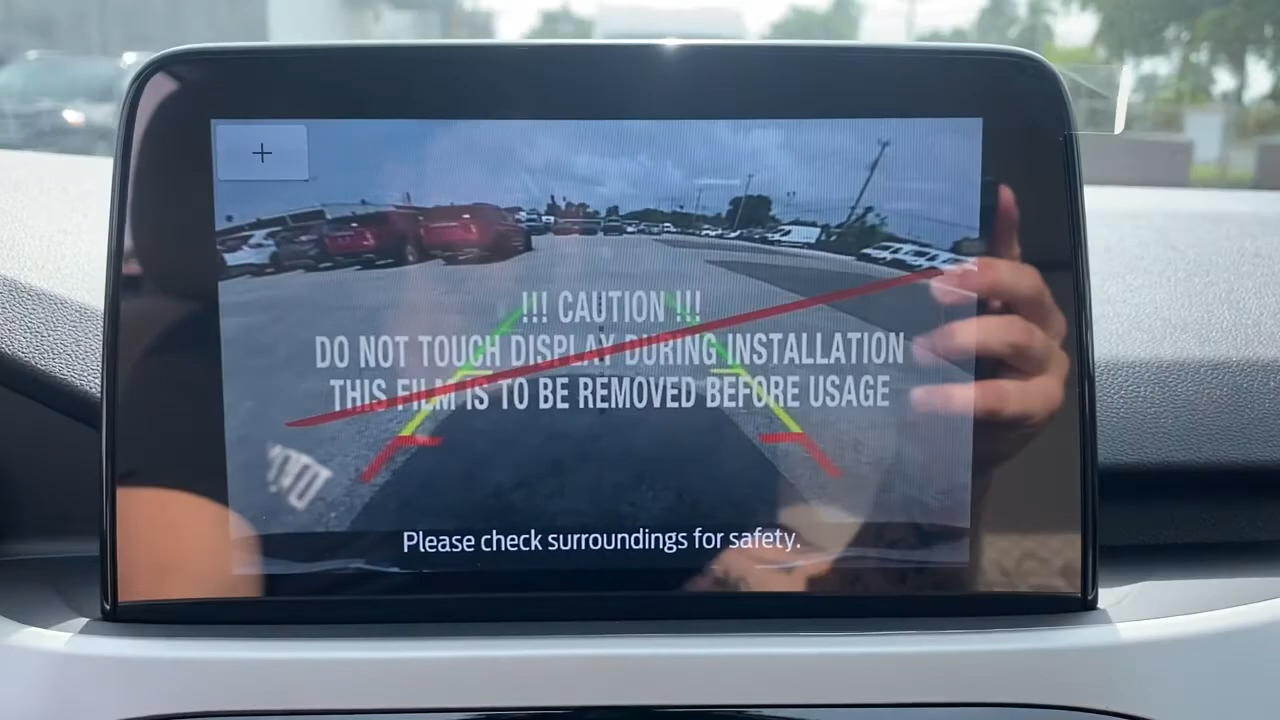 +
!!! CAUTION !!!
DO NOT TOUCH DISPLAY DURING INSTALLATION
THIS FILM IS TO BE REMOVED BEFORE USAGE
Please check surroundings for safety.